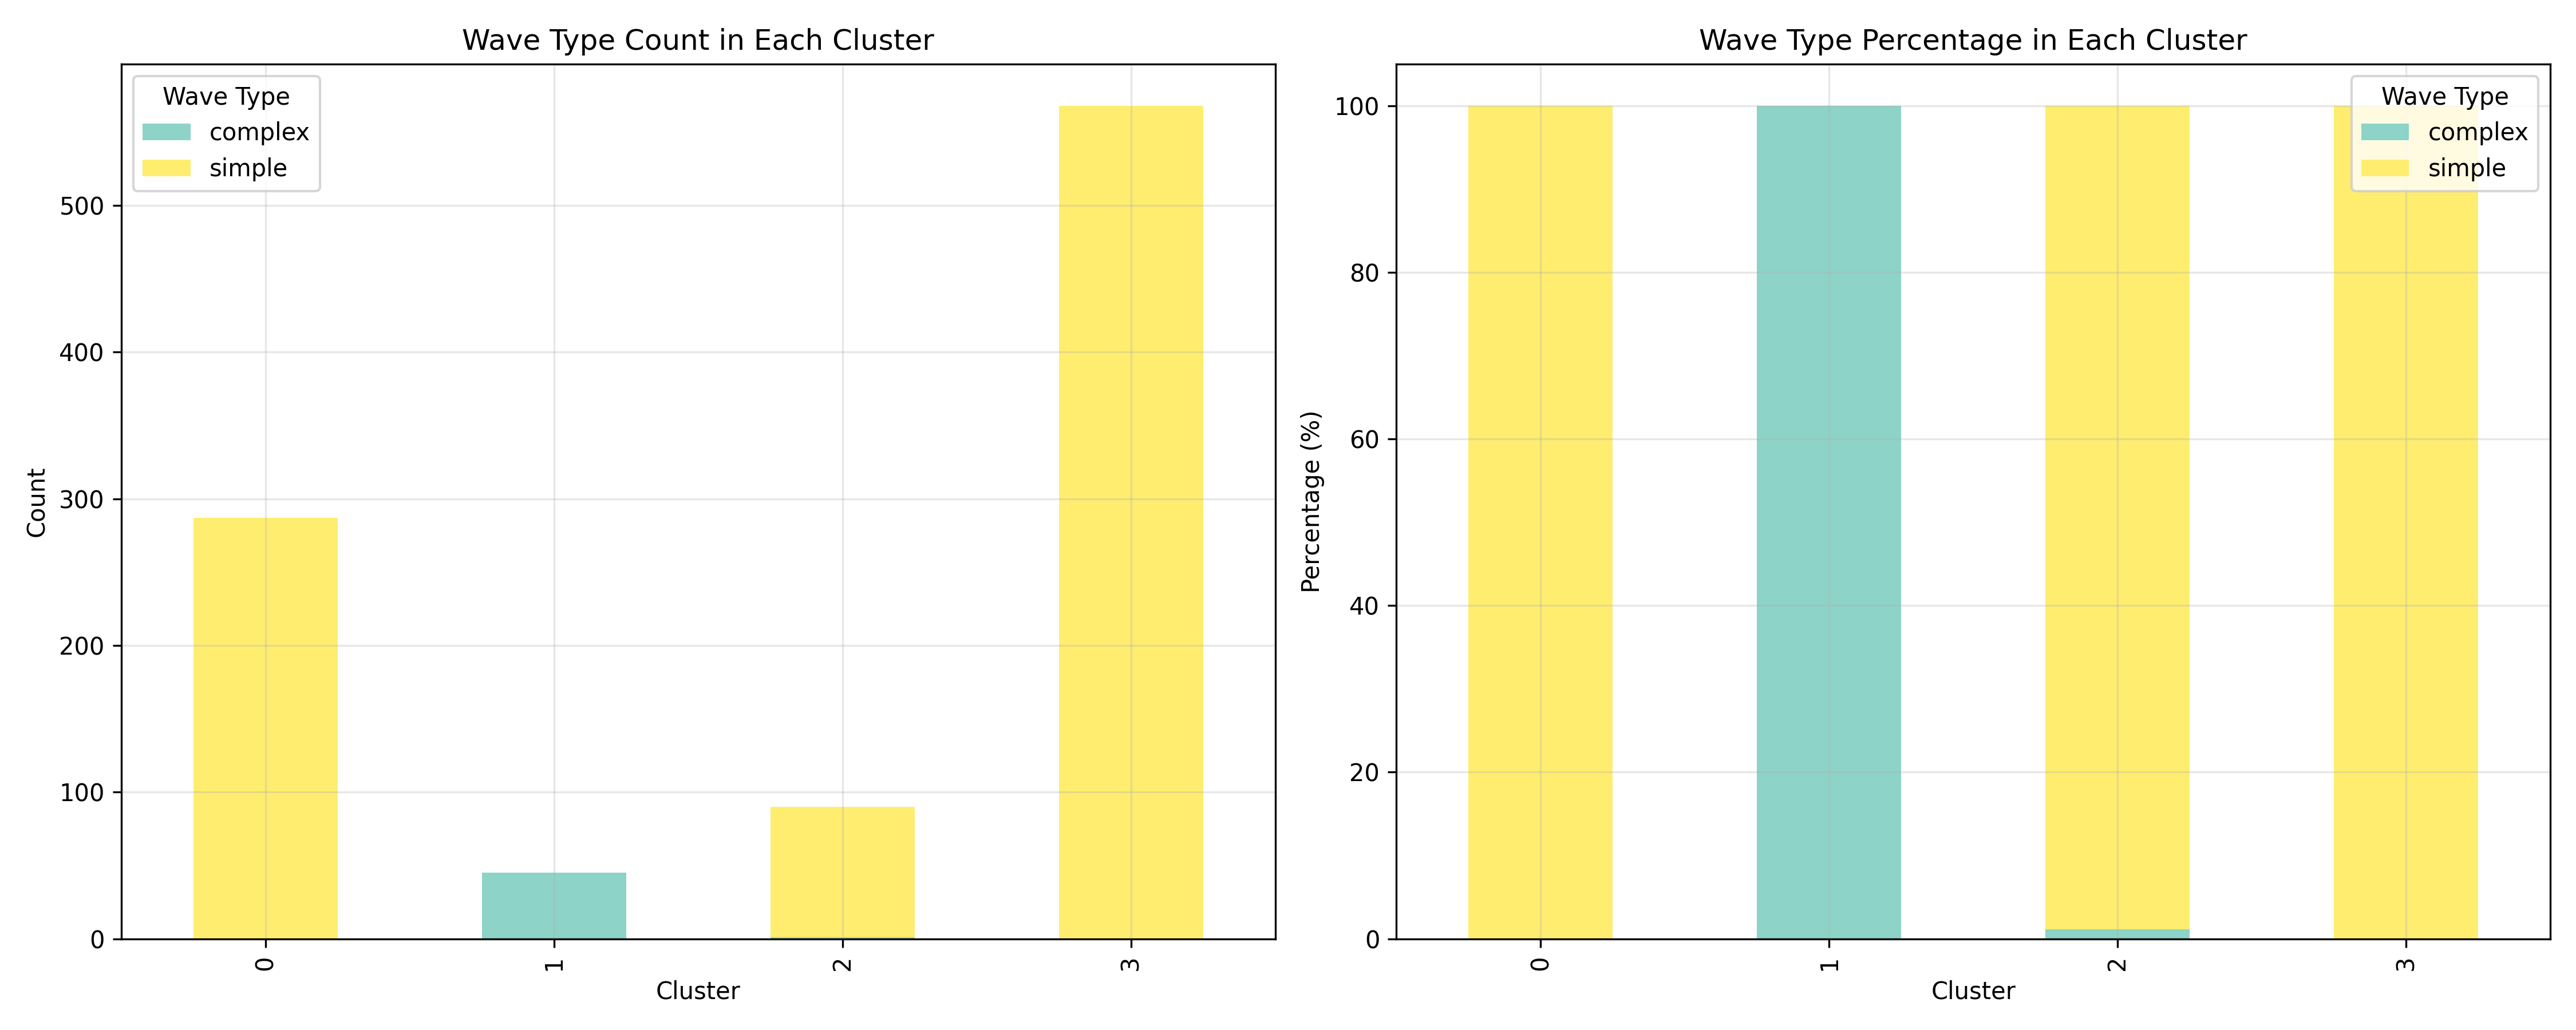 Wave Type Count in Each Cluster
Wave Type
complex
simple
Count
500
400
300
200
100
0
0
1
2
3
Cluster
Wave Type Percentage in Each Cluster
Wave Type
complex
simple
Percentage (%)
100
80
60
40
20
0
0
1
2
3
Cluster